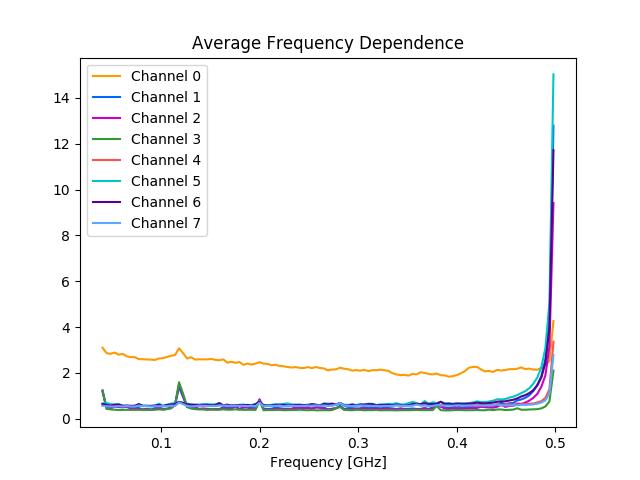 Average Frequency Dependence
Channel 0
Channel 1
Channel 2
Channel 3
Channel 4
Channel 5
Channel 6
Channel 7
14
12
10
8
6
4
2
0
0.1 0.2 0.3 0.4 0.5
Frequency [GHz]